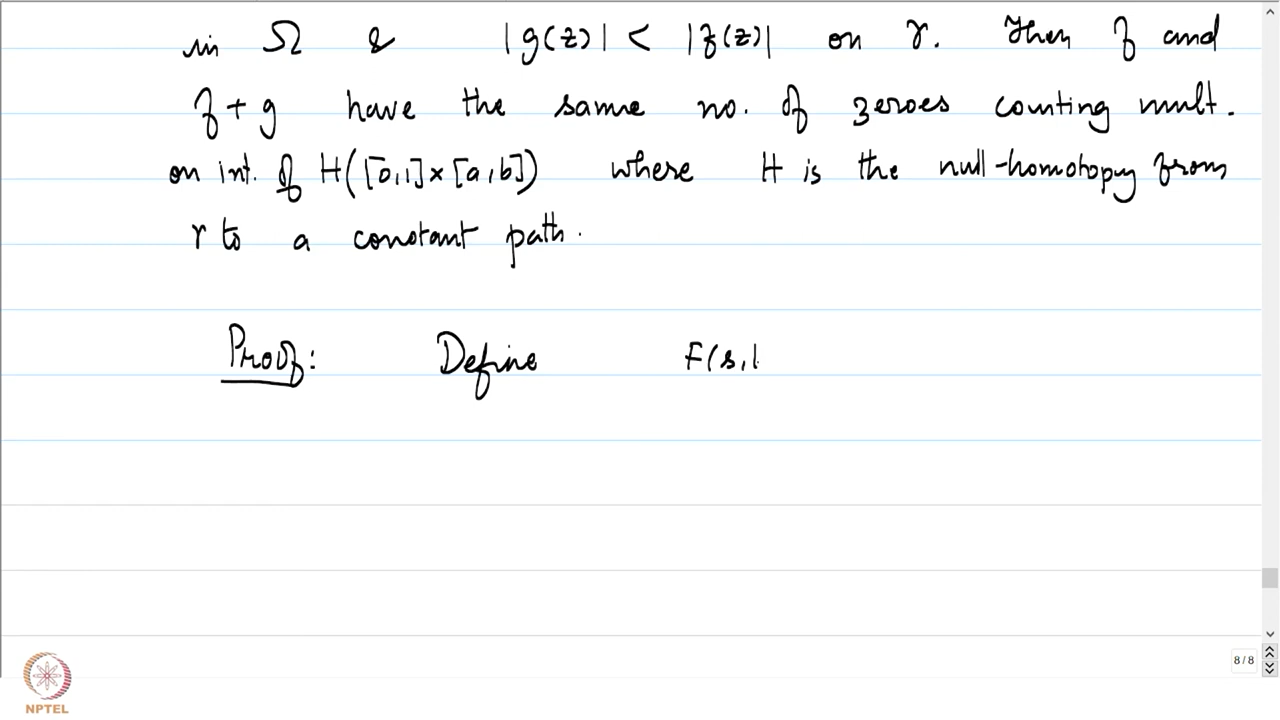 in Ω & |g(z)| < |f(z)| on γ. Then f and
f+g have the same no. of zeroes counting mult.
on int. of H([0,1]×[a,b]) where H is the null-homotopy from
γ to a constant path.
Proof: Define F(s,t
8/8
NPTEL